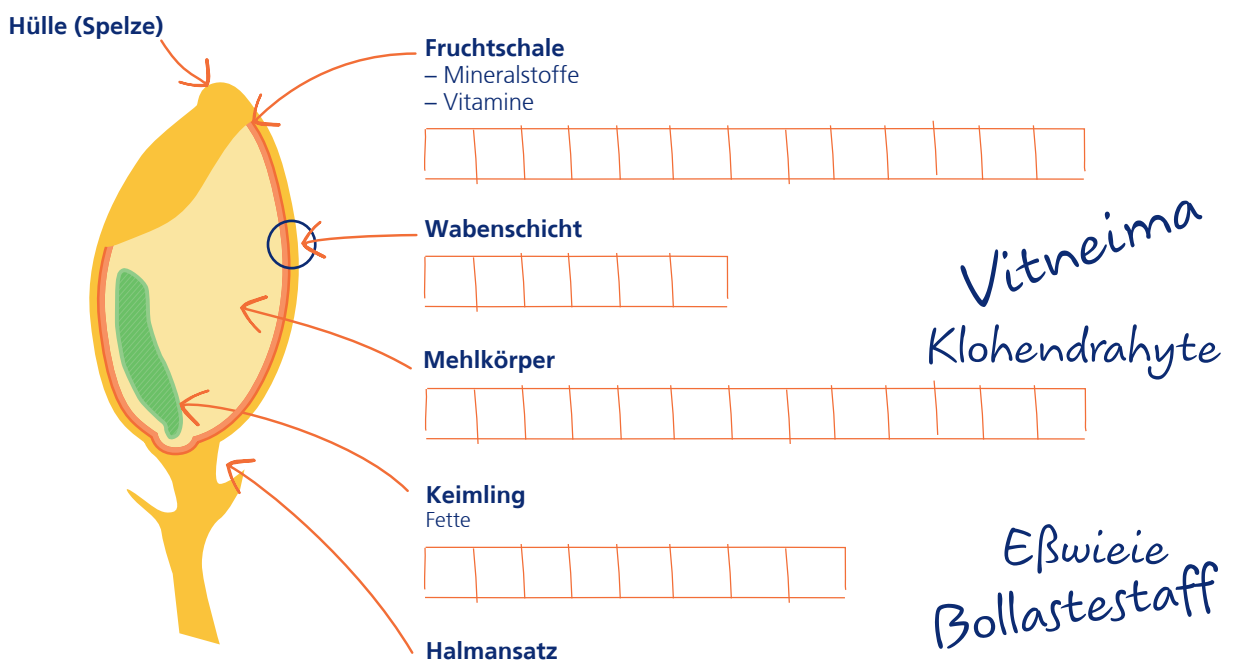 Hülle (Spelze)
Fruchtschale
– Mineralstoffe
– Vitamine
Wabenschicht
Vitneima
Klohendrahyte
Mehlkörper
Keimling
Fette
Eßwieie
Bollastestaff
Halmansatz